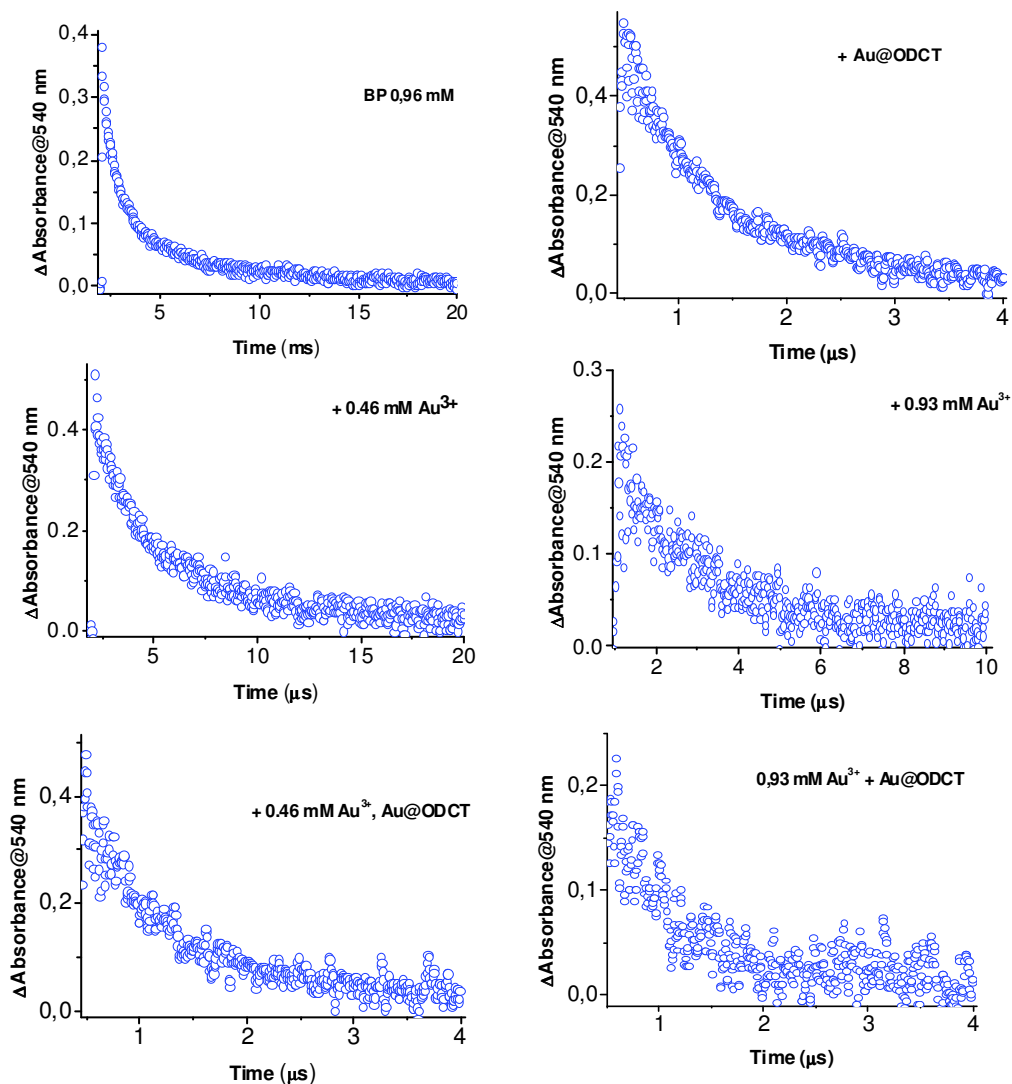 ΔAbsorbance@540 nm
0,4
0,3
0,2
0,1
0,0
BP 0,96 mM
5 10 15 20
Time (ms)
ΔAbsorbance@540 nm
0,4
0,2
0,0
+ Au@ODCT
1 2 3 4
Time (μs)
ΔAbsorbance@540 nm
0.4
0.2
0.0
+ 0.46 mM Au³⁺
5 10 15 20
Time (μs)
ΔAbsorbance@540 nm
0.3
0.2
0.1
0.0
+ 0.93 mM Au³⁺
2 4 6 8 10
Time (μs)
ΔAbsorbance@540 nm
0,4
0,2
0,0
+ 0.46 mM Au³⁺, Au@ODCT
1 2 3 4
Time (μs)
ΔAbsorbance@540 nm
0,2
0,1
0,0
0,93 mM Au³⁺ + Au@ODCT
1 2 3 4
Time (μs)